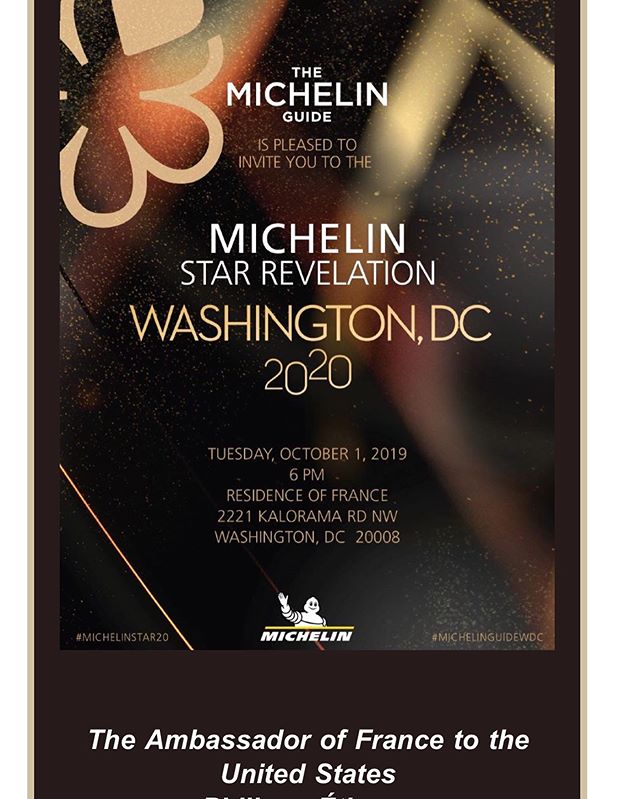 THE
MICHELIN
GUIDE
IS PLEASED TO
INVITE YOU TO THE
MICHELIN
STAR REVELATION
WASHINGTON, DC
2020
TUESDAY, OCTOBER 1, 2019
6 PM
RESIDENCE OF FRANCE
2221 KALORAMA RD NW
WASHINGTON, DC 20008
MICHELIN
#MICHELINSTAR20
#MICHELINGUIDEWDC
The Ambassador of France to the
United States